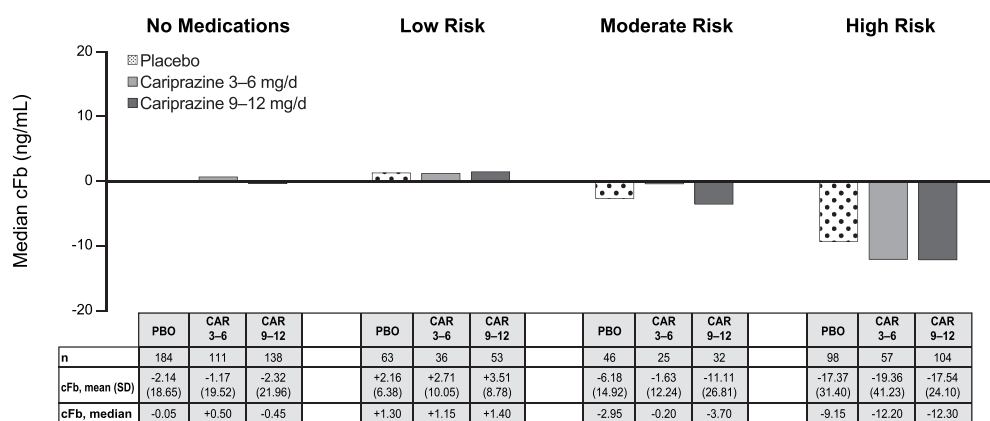 No Medications Low Risk Moderate Risk High Risk
Median cFb (ng/mL)
20
10
0
-10
-20
Placebo
Cariprazine 3–6 mg/d
Cariprazine 9–12 mg/d
PBO CAR 3–6 CAR 9–12 PBO CAR 3–6 CAR 9–12 PBO CAR 3–6 CAR 9–12 PBO CAR 3–6 CAR 9–12
n 184 111 138 63 36 53 46 25 32 98 57 104
cFb, mean (SD) -2.14 (18.65) -1.17 (19.52) -2.32 (21.96) +2.16 (6.38) +2.71 (10.05) +3.51 (8.78) -6.18 (14.92) -1.63 (12.24) -11.11 (26.81) -17.37 (31.40) -19.36 (41.23) -17.54 (24.10)
cFb, median -0.05 +0.50 -0.45 +1.30 +1.15 +1.40 -2.95 -0.20 -3.70 -9.15 -12.20 -12.30